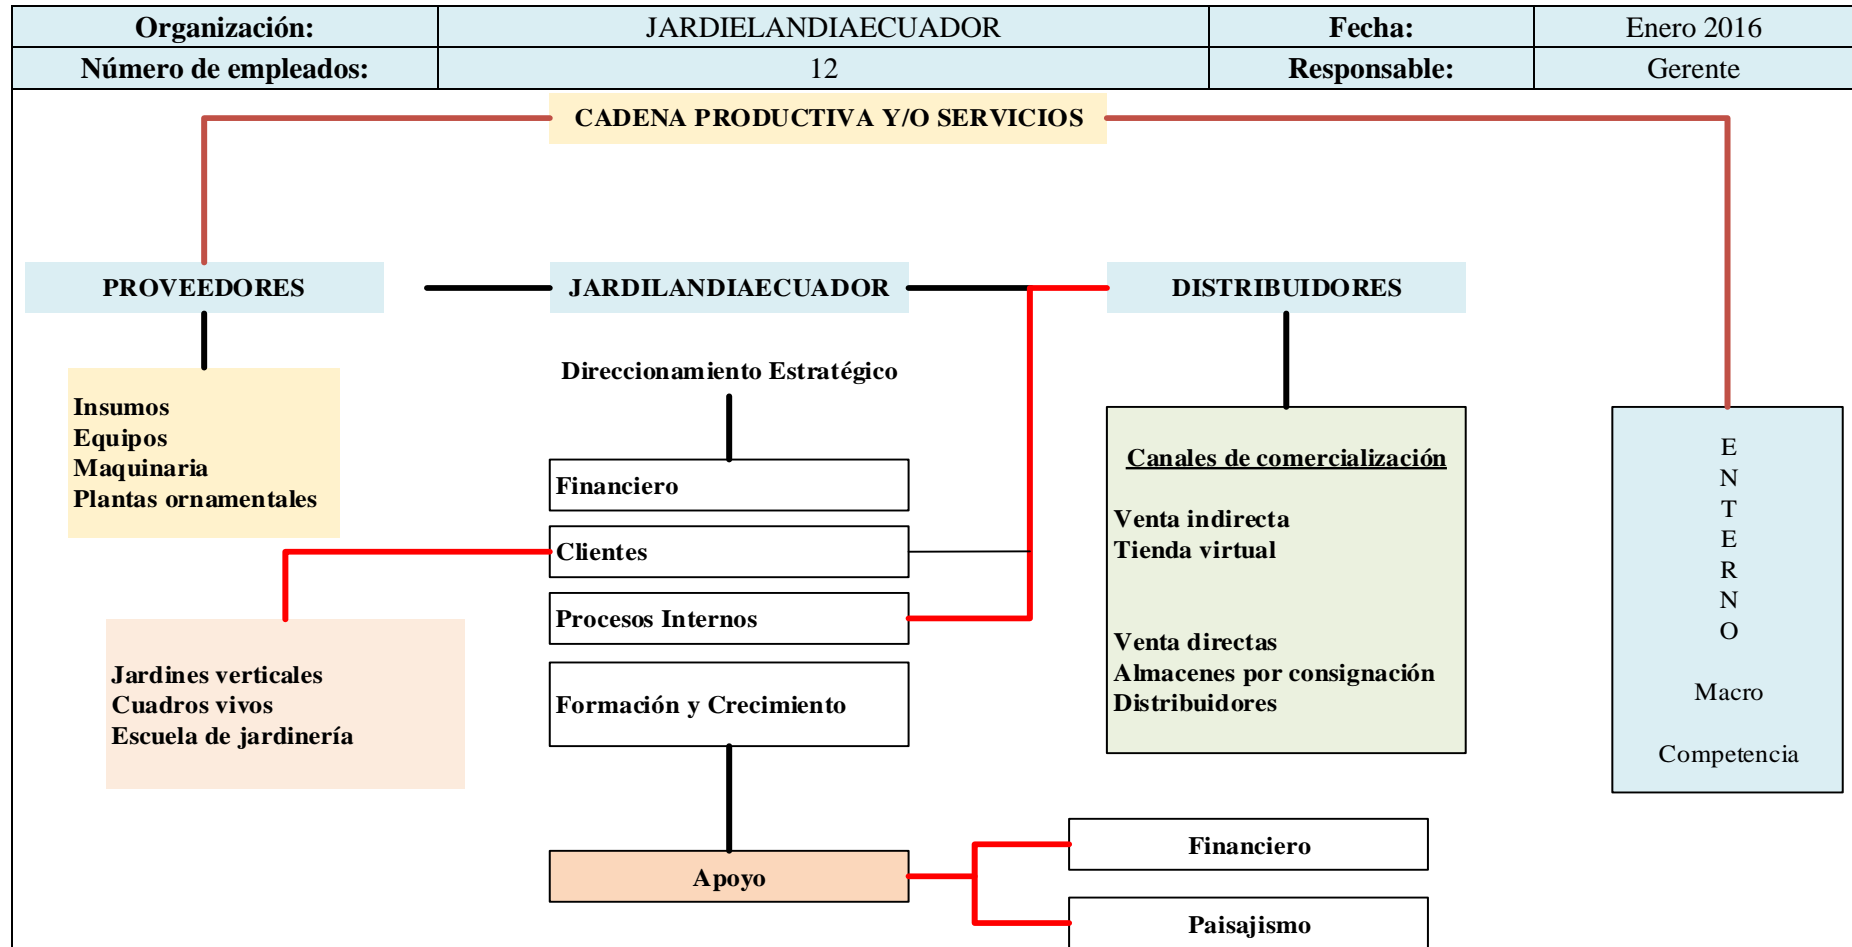 Organización: JARDIELANDIAECUADOR Fecha: Enero 2016
Número de empleados: 12 Responsable: Gerente
CADENA PRODUCTIVA Y/O SERVICIOS
PROVEEDORES
JARDILANDIAECUADOR
DISTRIBUIDORES
Insumos
Equipos
Maquinaria
Plantas ornamentales
Direccionamiento Estratégico
Financiero
Clientes
Procesos Internos
Formación y Crecimiento
Jardines verticales
Cuadros vivos
Escuela de jardinería
Canales de comercialización
Venta indirecta
Tienda virtual
Venta directas
Almacenes por consignación
Distribuidores
E
N
T
E
R
N
O
Macro
Competencia
Apoyo
Financiero
Paisajismo